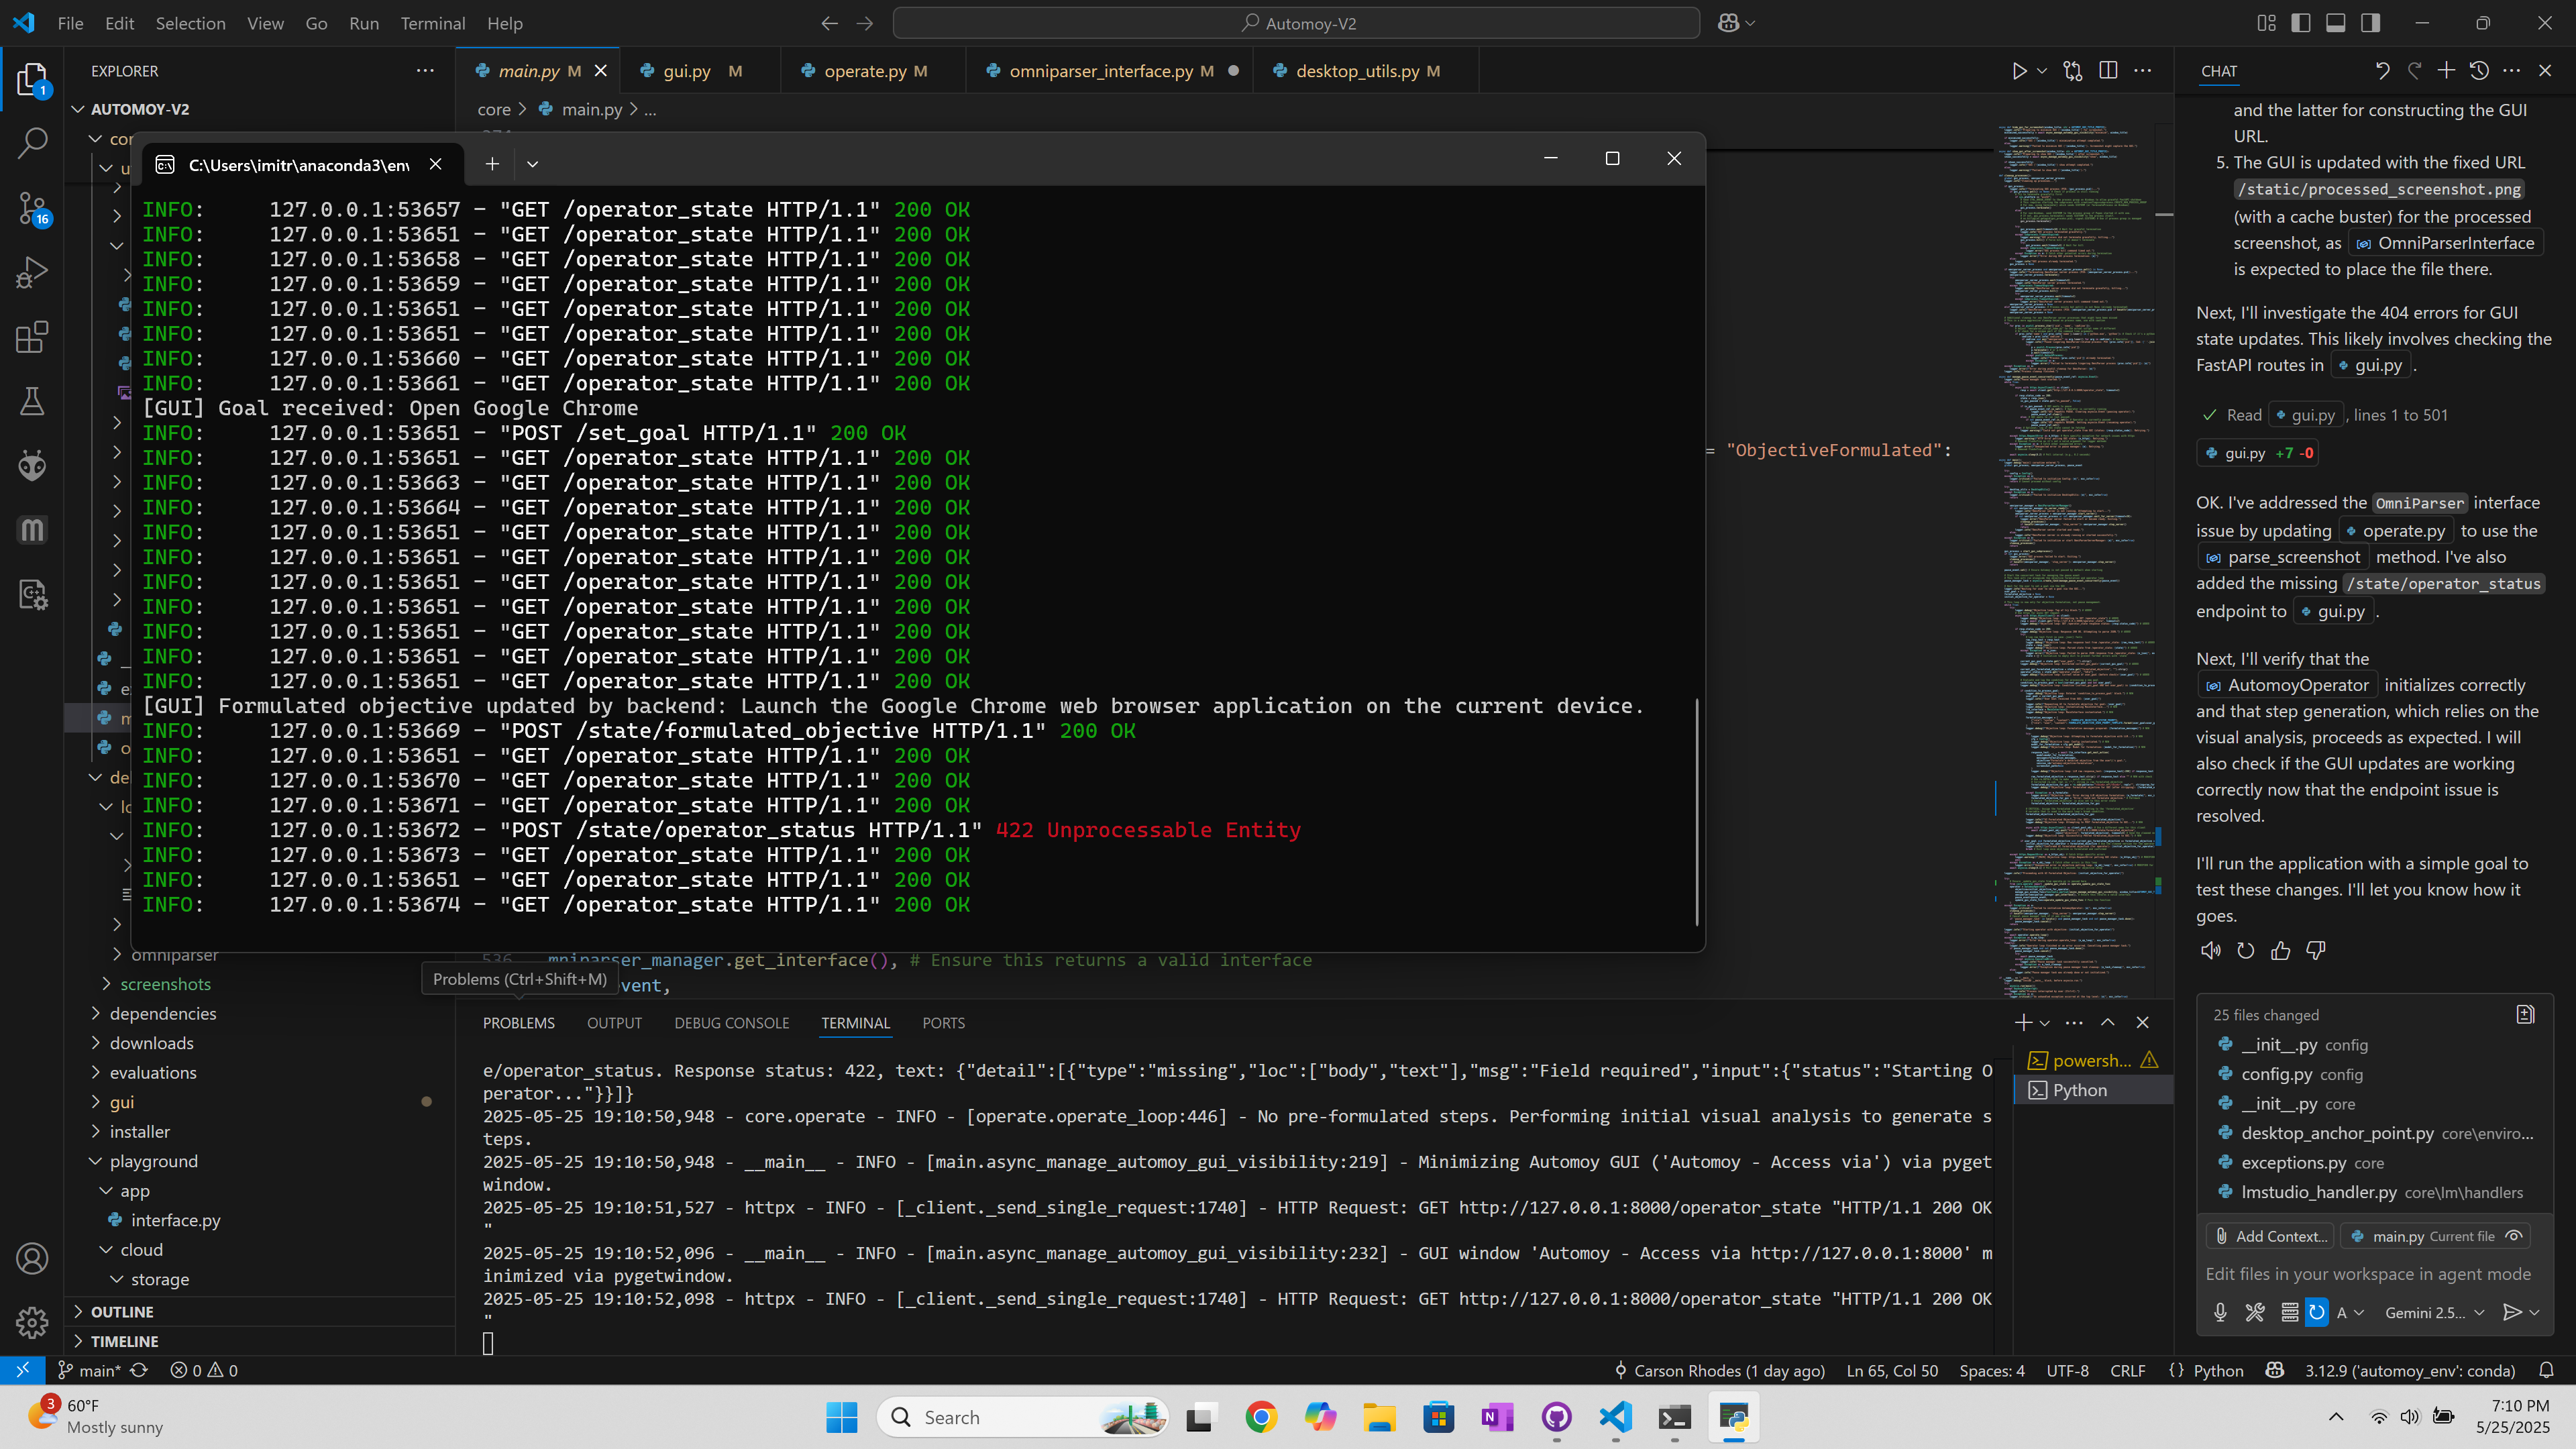 File Edit Selection View Go Run Terminal Help
Automoy-V2
EXPLORER
AUTOMOY-V2
main.py M
gui.py M
operate.py M
omniparser_interface.py M
desktop_utils.py M
core > main.py > ...
C:\Users\imitr\anaconda3\env
INFO: 127.0.0.1:53657 - "GET /operator_state HTTP/1.1" 200 OK
INFO: 127.0.0.1:53651 - "GET /operator_state HTTP/1.1" 200 OK
INFO: 127.0.0.1:53658 - "GET /operator_state HTTP/1.1" 200 OK
INFO: 127.0.0.1:53659 - "GET /operator_state HTTP/1.1" 200 OK
INFO: 127.0.0.1:53651 - "GET /operator_state HTTP/1.1" 200 OK
INFO: 127.0.0.1:53651 - "GET /operator_state HTTP/1.1" 200 OK
INFO: 127.0.0.1:53660 - "GET /operator_state HTTP/1.1" 200 OK
INFO: 127.0.0.1:53661 - "GET /operator_state HTTP/1.1" 200 OK
[GUI] Goal received: Open Google Chrome
INFO: 127.0.0.1:53651 - "POST /set_goal HTTP/1.1" 200 OK
INFO: 127.0.0.1:53651 - "GET /operator_state HTTP/1.1" 200 OK
INFO: 127.0.0.1:53663 - "GET /operator_state HTTP/1.1" 200 OK
INFO: 127.0.0.1:53664 - "GET /operator_state HTTP/1.1" 200 OK
INFO: 127.0.0.1:53651 - "GET /operator_state HTTP/1.1" 200 OK
INFO: 127.0.0.1:53651 - "GET /operator_state HTTP/1.1" 200 OK
INFO: 127.0.0.1:53651 - "GET /operator_state HTTP/1.1" 200 OK
INFO: 127.0.0.1:53651 - "GET /operator_state HTTP/1.1" 200 OK
INFO: 127.0.0.1:53651 - "GET /operator_state HTTP/1.1" 200 OK
INFO: 127.0.0.1:53651 - "GET /operator_state HTTP/1.1" 200 OK
INFO: 127.0.0.1:53651 - "GET /operator_state HTTP/1.1" 200 OK
[GUI] Formulated objective updated by backend: Launch the Google Chrome web browser application on the current device.
INFO: 127.0.0.1:53669 - "POST /state/formulated_objective HTTP/1.1" 200 OK
INFO: 127.0.0.1:53651 - "GET /operator_state HTTP/1.1" 200 OK
INFO: 127.0.0.1:53670 - "GET /operator_state HTTP/1.1" 200 OK
INFO: 127.0.0.1:53671 - "GET /operator_state HTTP/1.1" 200 OK
INFO: 127.0.0.1:53672 - "POST /state/operator_status HTTP/1.1" 422 Unprocessable Entity
INFO: 127.0.0.1:53673 - "GET /operator_state HTTP/1.1" 200 OK
INFO: 127.0.0.1:53651 - "GET /operator_state HTTP/1.1" 200 OK
INFO: 127.0.0.1:53674 - "GET /operator_state HTTP/1.1" 200 OK
= "ObjectiveFormulated":
536 mniparser_manager.get_interface(), # Ensure this returns a valid interface
vent,
omniparser
screenshots
dependencies
downloads
evaluations
gui
installer
playground
app
interface.py
cloud
storage
OUTLINE
TIMELINE
Problems (Ctrl+Shift+M)
PROBLEMS OUTPUT DEBUG CONSOLE TERMINAL PORTS
e/operator_status. Response status: 422, text: {"detail":[{"type":"missing","loc":["body","text"],"msg":"Field required","input":{"status":"Starting O
perator..."}}]}
2025-05-25 19:10:50,948 - core.operate - INFO - [operate.operate_loop:446] - No pre-formulated steps. Performing initial visual analysis to generate s
teps.
2025-05-25 19:10:50,948 - __main__ - INFO - [main.async_manage_automoy_gui_visibility:219] - Minimizing Automoy GUI ('Automoy - Access via') via pyget
window.
2025-05-25 19:10:51,527 - httpx - INFO - [_client._send_single_request:1740] - HTTP Request: GET http://127.0.0.1:8000/operator_state "HTTP/1.1 200 OK
"
2025-05-25 19:10:52,096 - __main__ - INFO - [main.async_manage_automoy_gui_visibility:232] - GUI window 'Automoy - Access via http://127.0.0.1:8000' m
inimized via pygetwindow.
2025-05-25 19:10:52,098 - httpx - INFO - [_client._send_single_request:1740] - HTTP Request: GET http://127.0.0.1:8000/operator_state "HTTP/1.1 200 OK
"
powersh...
Python
CHAT
and the latter for constructing the GUI
URL.
5. The GUI is updated with the fixed URL
/static/processed_screenshot.png
(with a cache buster) for the processed
screenshot, as OmniParserInterface
is expected to place the file there.
Next, I'll investigate the 404 errors for GUI
state updates. This likely involves checking the
FastAPI routes in gui.py .
Read gui.py , lines 1 to 501
gui.py +7 -0
OK. I've addressed the OmniParser interface
issue by updating operate.py to use the
parse_screenshot method. I've also
added the missing /state/operator_status
endpoint to gui.py .
Next, I'll verify that the
AutomoyOperator initializes correctly
and that step generation, which relies on the
visual analysis, proceeds as expected. I will
also check if the GUI updates are working
correctly now that the endpoint issue is
resolved.
I'll run the application with a simple goal to
test these changes. I'll let you know how it
goes.
25 files changed
__init__.py config
config.py config
__init__.py core
desktop_anchor_point.py core\enviro...
exceptions.py core
lmstudio_handler.py core\lm\handlers
Add Context... main.py Current file
Edit files in your workspace in agent mode
A Gemini 2.5...
main* 0 0
Carson Rhodes (1 day ago) Ln 65, Col 50 Spaces: 4 UTF-8 CRLF {} Python 3.12.9 ('automoy_env': conda)
3 60°F
Mostly sunny
Search
7:10 PM
5/25/2025